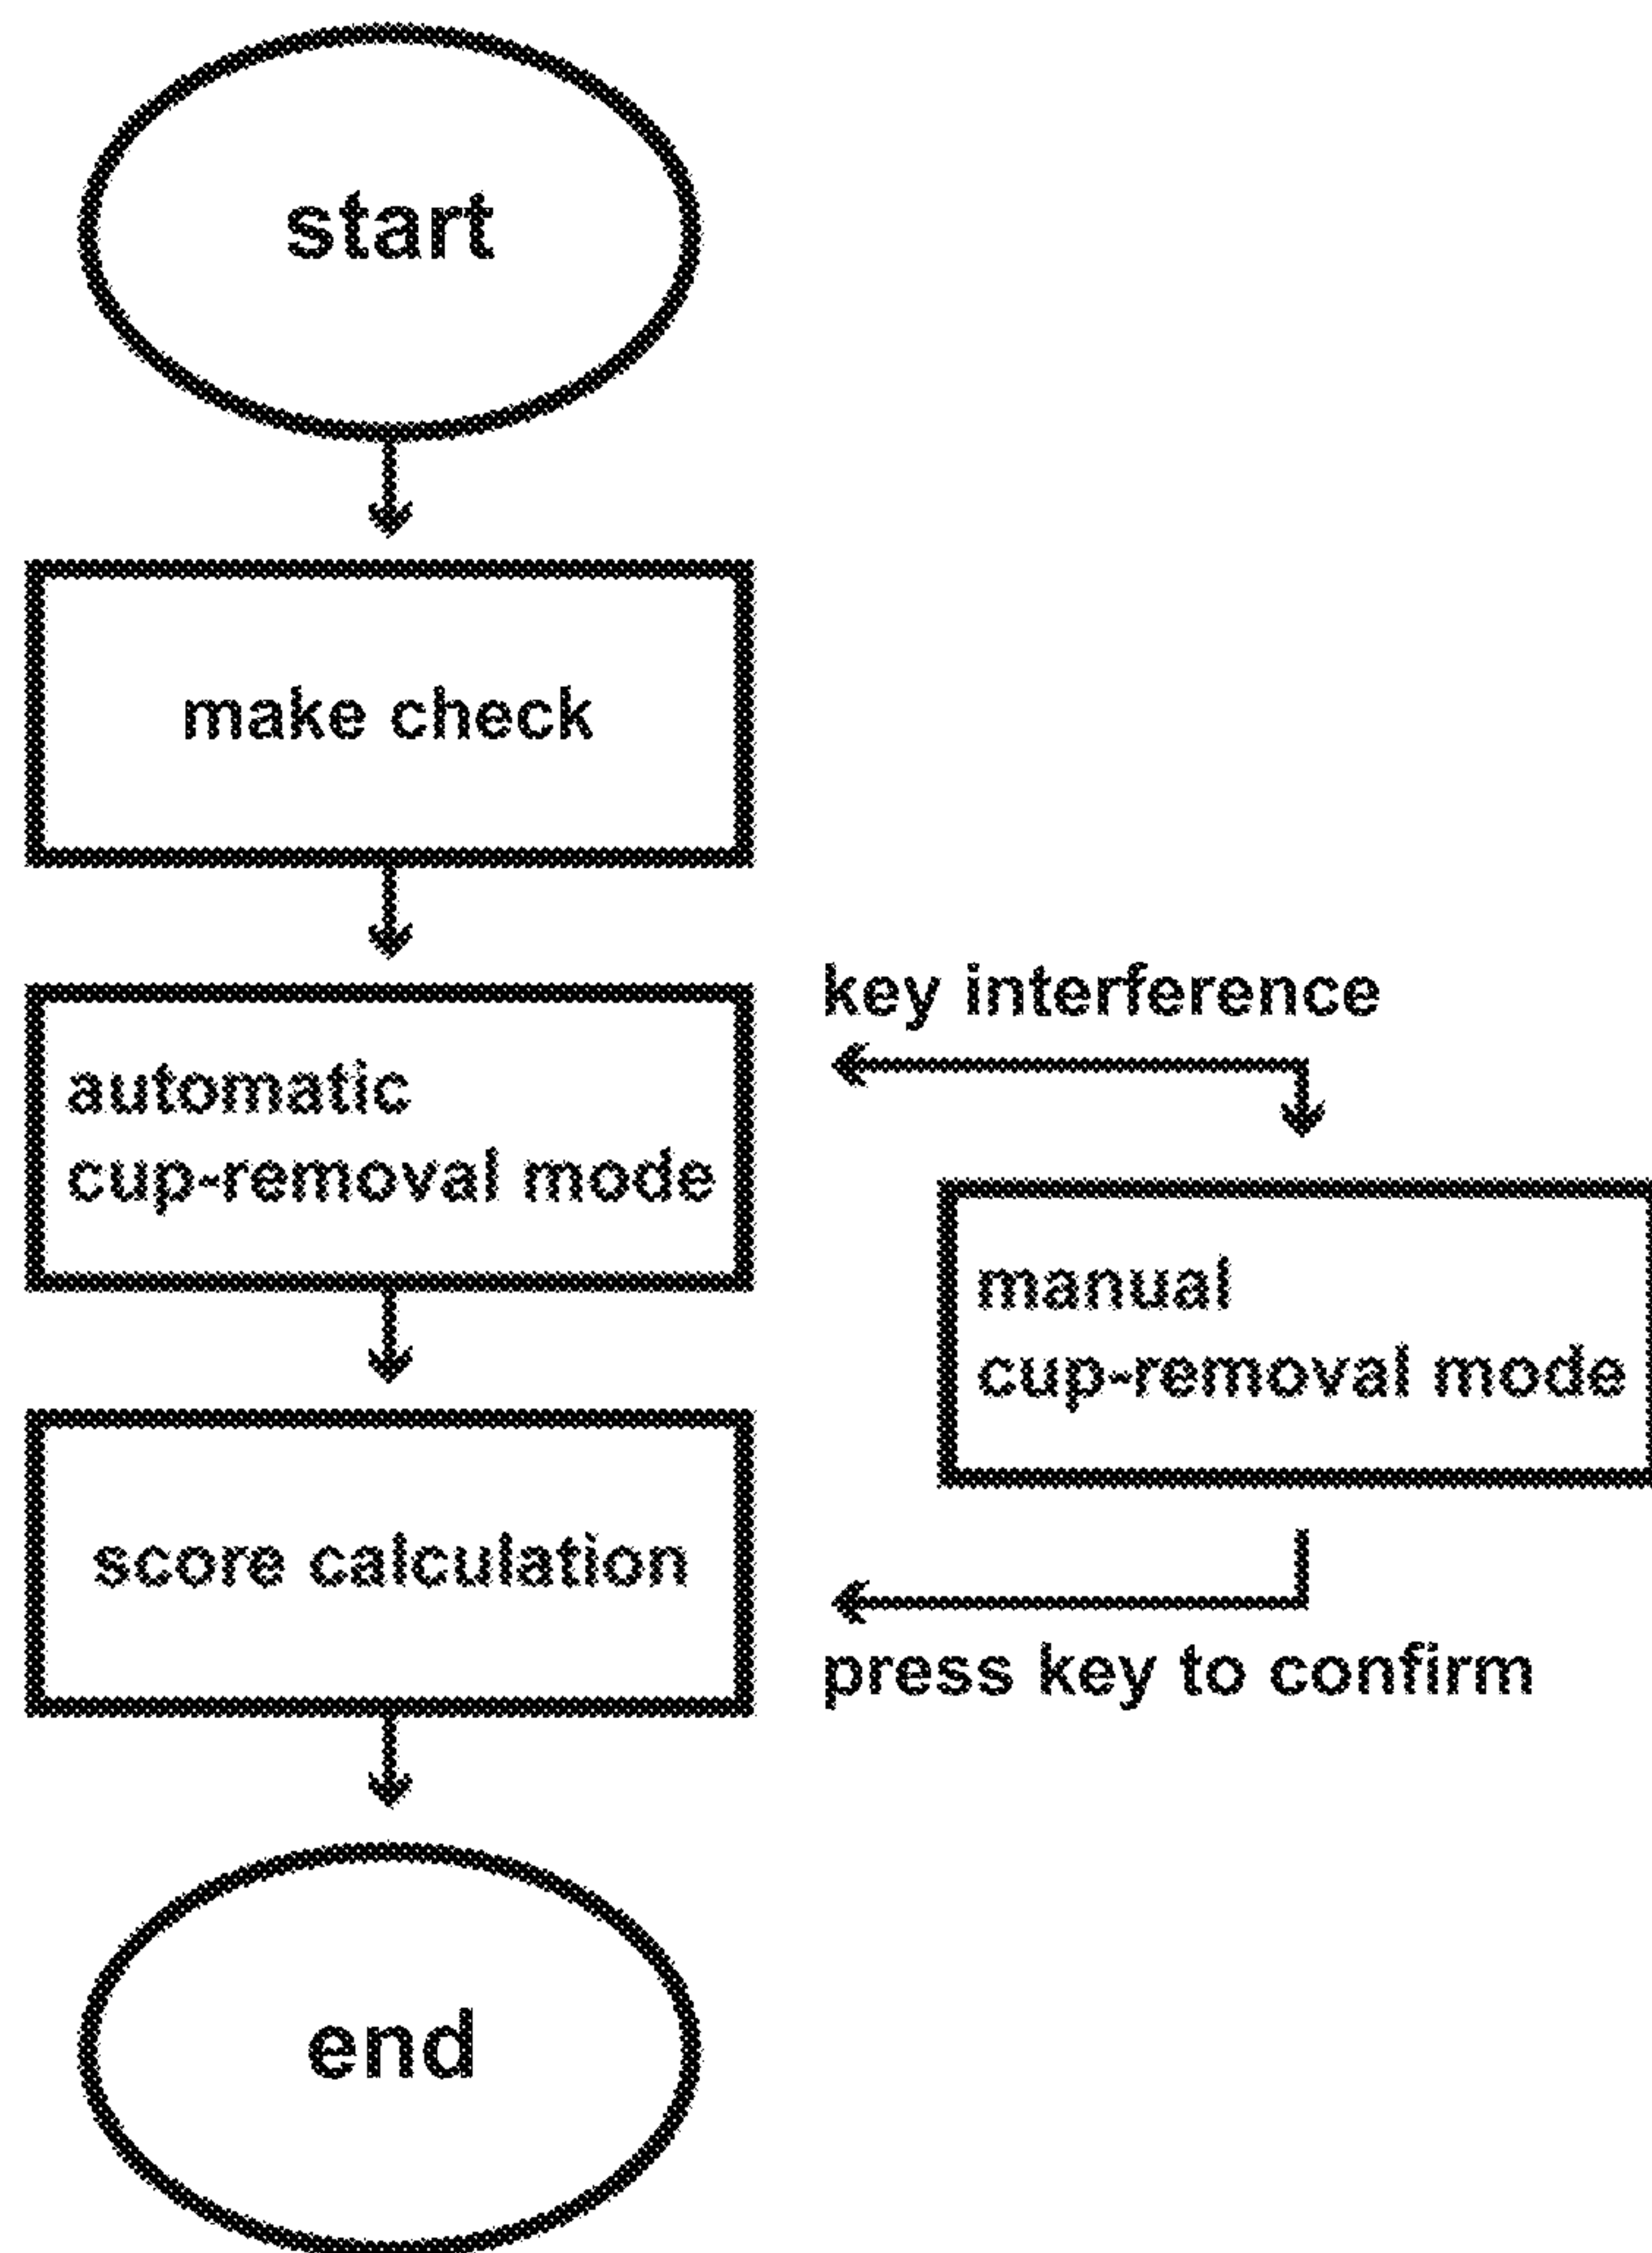 start
make check
automatic
cup-removal mode
key interference
manual
cup-removal mode
score calculation
press key to confirm
end